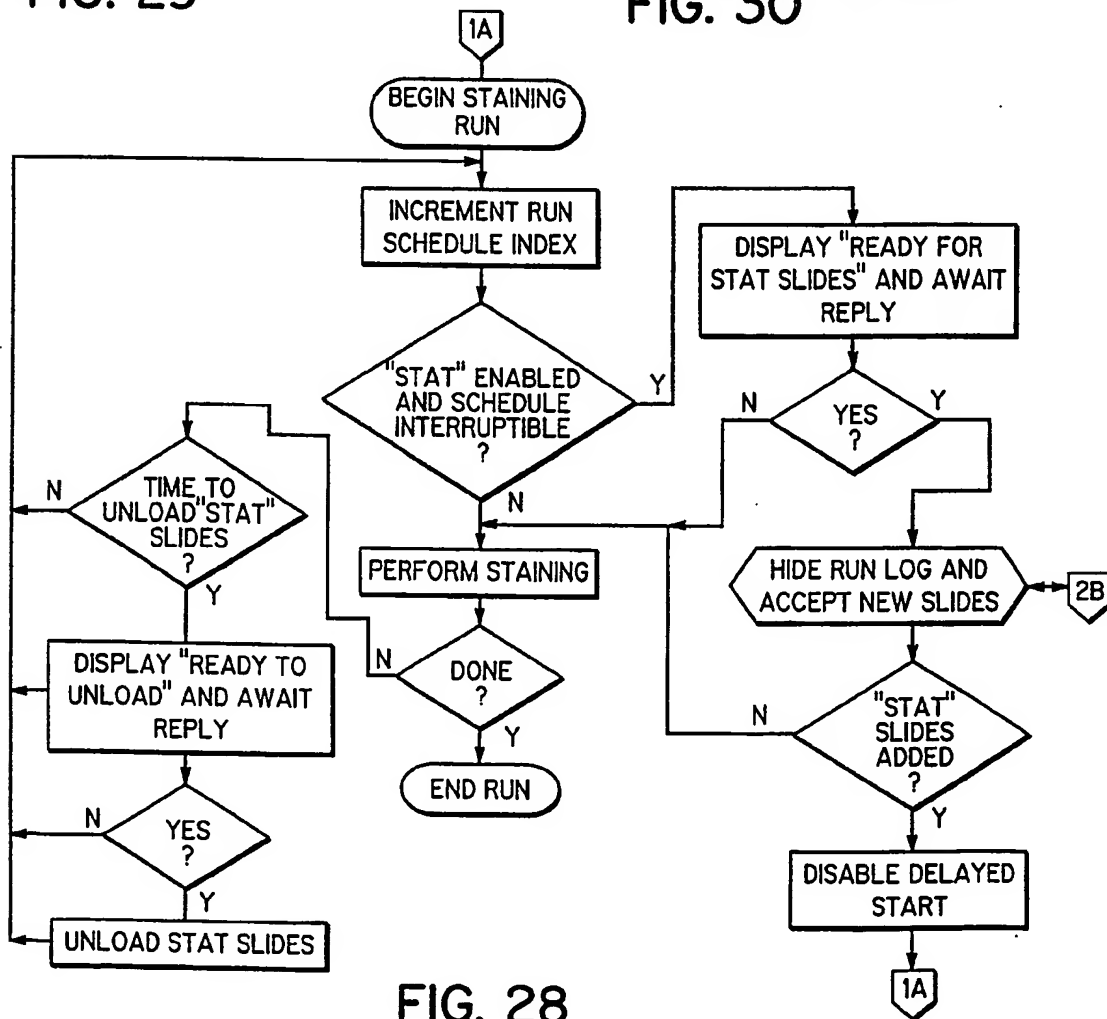 FIG. 30
1A
BEGIN STAINING
RUN
INCREMENT RUN
SCHEDULE INDEX
"STAT" ENABLED
AND SCHEDULE
INTERRUPTIBLE
?
Y
N
DISPLAY "READY FOR
STAT SLIDES" AND AWAIT
REPLY
YES
?
N
Y
HIDE RUN LOG AND
ACCEPT NEW SLIDES
2B
"STAT"
SLIDES
ADDED
?
N
Y
DISABLE DELAYED
START
1A
PERFORM STAINING
DONE
?
N
Y
END RUN
TIME TO
UNLOAD "STAT"
SLIDES
?
N
Y
DISPLAY "READY TO
UNLOAD" AND AWAIT
REPLY
YES
?
N
Y
UNLOAD STAT SLIDES
FIG. 28